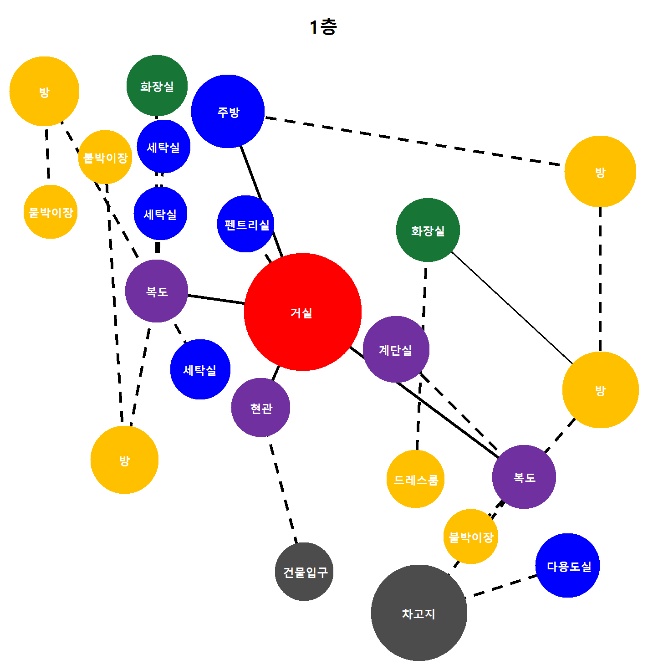 1층
방
화장실
주방
붙박이장
세탁실
방
붙박이장
세탁실
펜트리실
화장실
복도
거실
계단실
세탁실
방
현관
방
드레스룸
복도
붙박이장
건물입구
다용도실
차고지